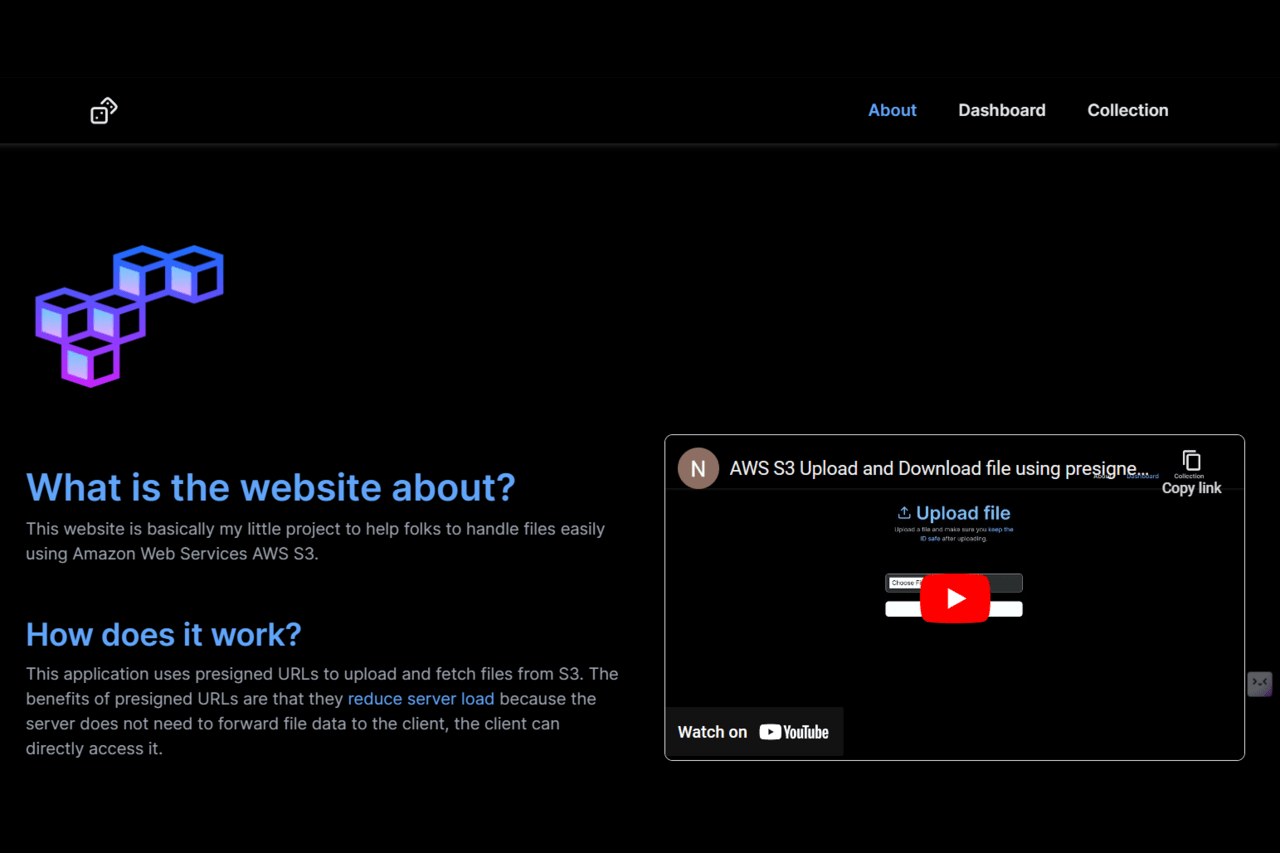 About Dashboard Collection
What is the website about?
This website is basically my little project to help folks to handle files easily
using Amazon Web Services AWS S3.
How does it work?
This application uses presigned URLs to upload and fetch files from S3. The
benefits of presigned URLs are that they reduce server load because the
server does not need to forward file data to the client, the client can
directly access it.
N
AWS S3 Upload and Download file using presigne...
Dashboard
Collection
Copy link
Upload file
Upload a file and make sure you keep the
ID safe after uploading.
Watch on YouTube